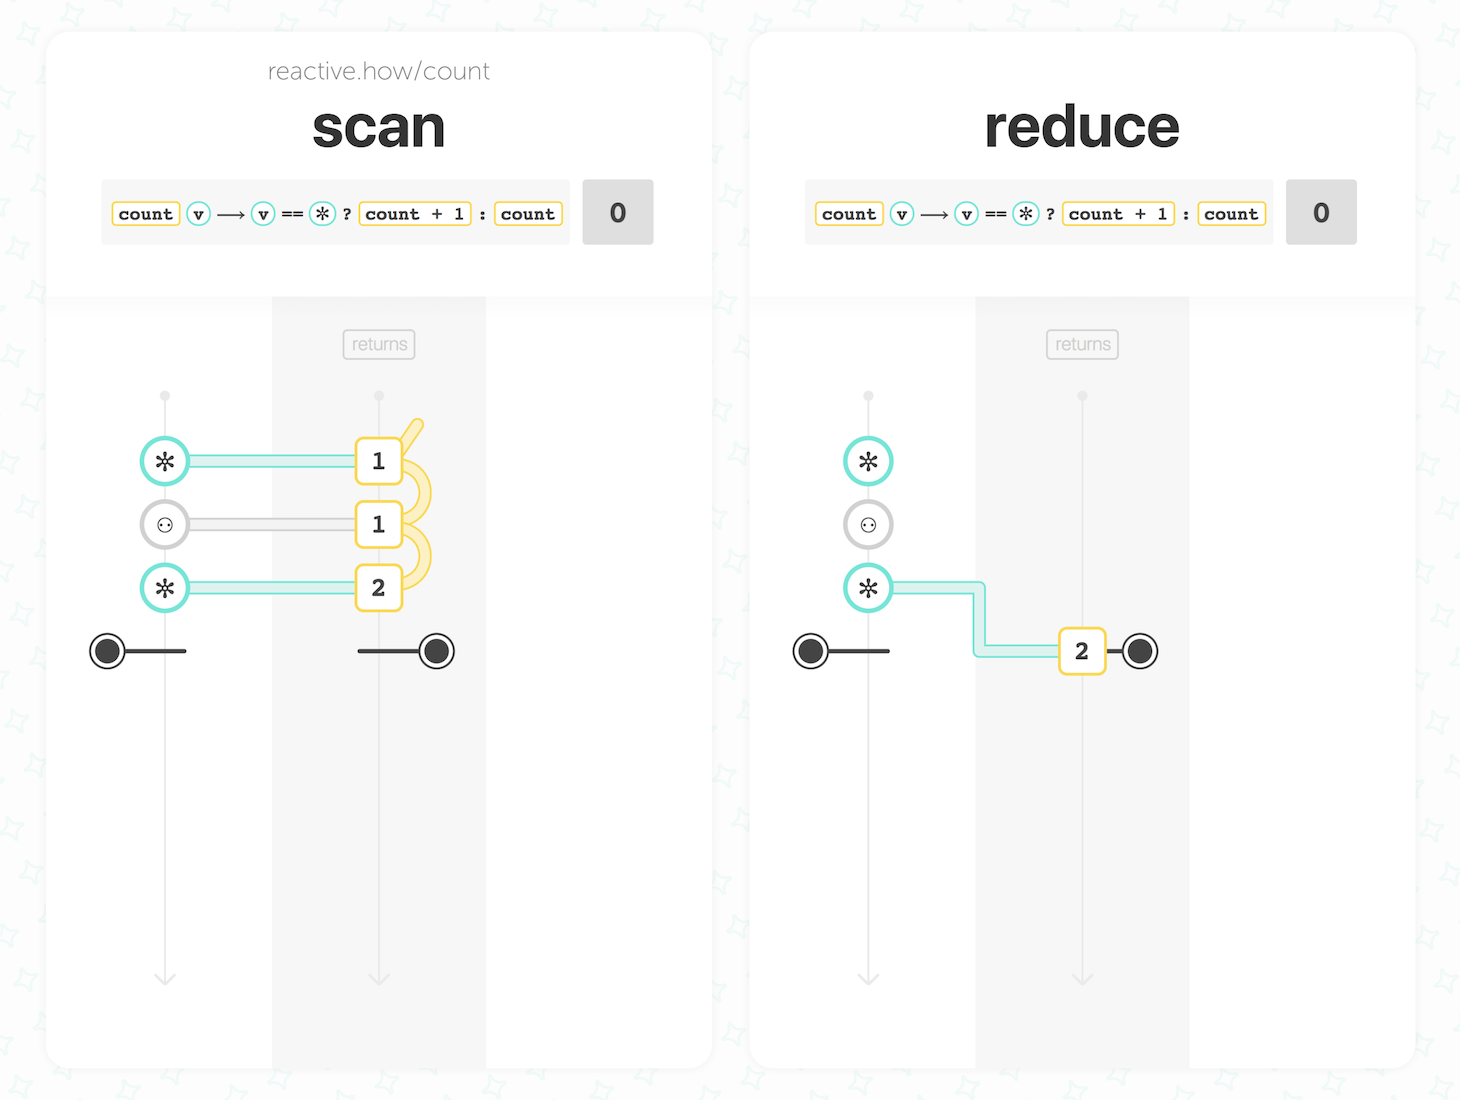 reactive.how/count
scan
count v ⟶ v == ✻ ? count + 1 : count 0
returns
✻ 1
1
✻ 2
reduce
count v ⟶ v == ✻ ? count + 1 : count 0
returns
✻
✻
2